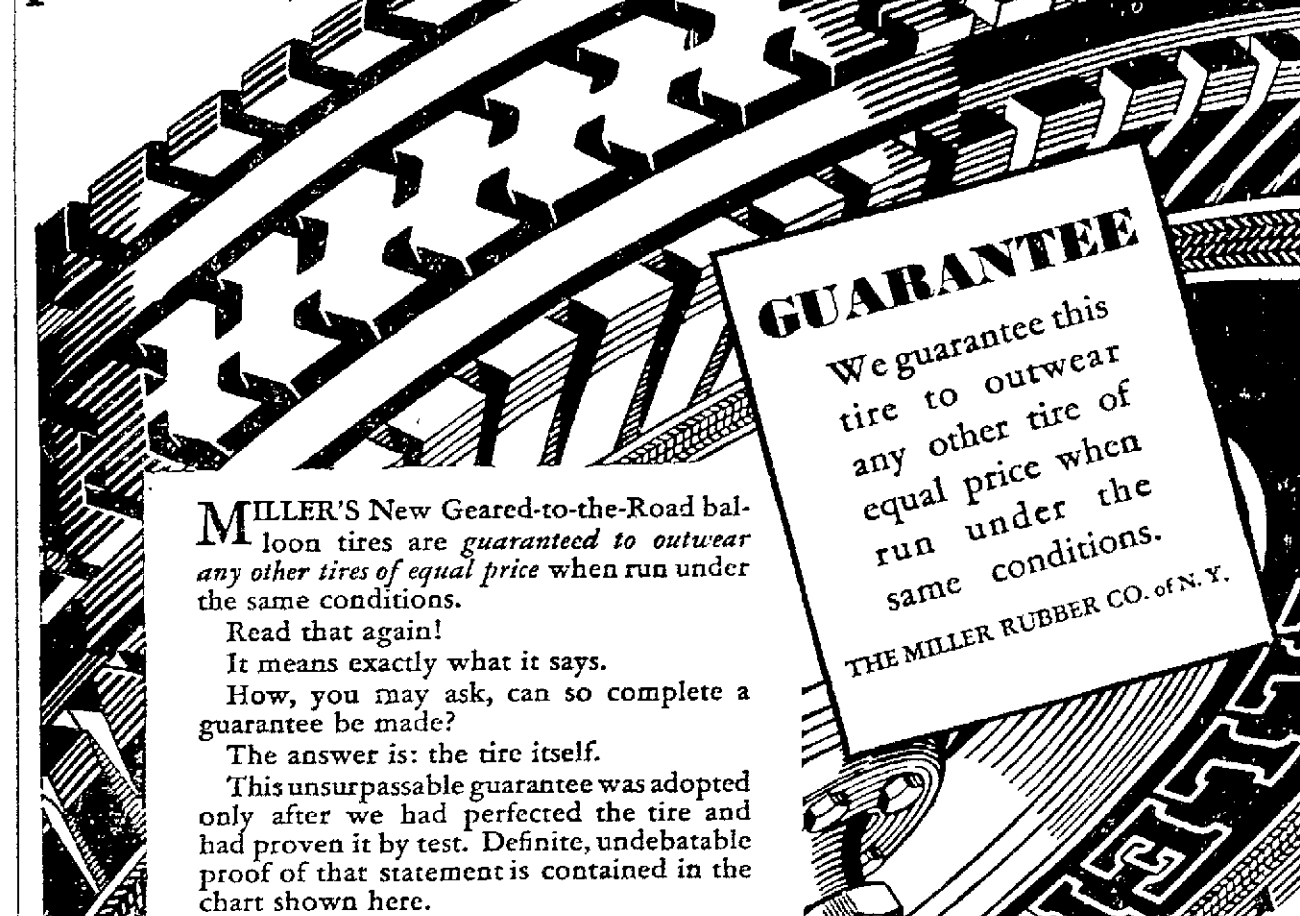 MILLER'S New Geared-to-the-Road bal-
loon tires are guaranteed to outwear
any other tires of equal price when run under
the same conditions.
Read that again!
It means exactly what it says.
How, you may ask, can so complete a
guarantee be made?
The answer is: the tire itself.
This unsurpassable guarantee was adopted
only after we had perfected the tire and
had proven it by test. Definite, undebatable
proof of that statement is contained in the
chart shown here.
GUARANTEE
We guarantee this
tire to outwear
any other tire of
equal price when
run under the
same conditions.
THE MILLER RUBBER CO. of N. Y.